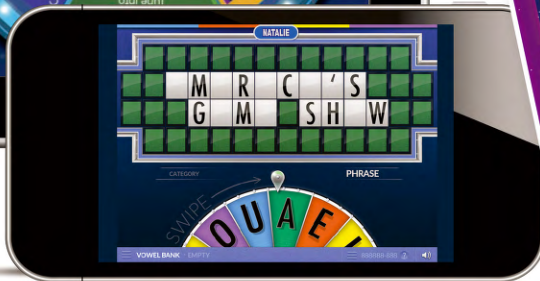 NATALIE
M R C ' S
G M SH W
CATEGORY PHRASE
SWIPE
O U A E I
VOWEL BANK EMPTY